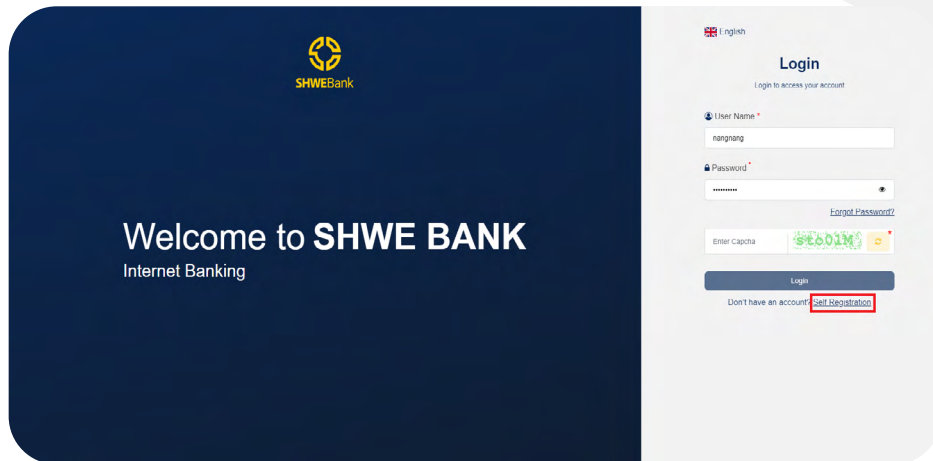 SHWEBank
Welcome to SHWE BANK
Internet Banking
English
Login
Login to access your account
User Name *
nangnang
Password *
••••••••••
Forgot Password?
Enter Capcha
sto01M
*
Login
Don't have an account? Self Registration